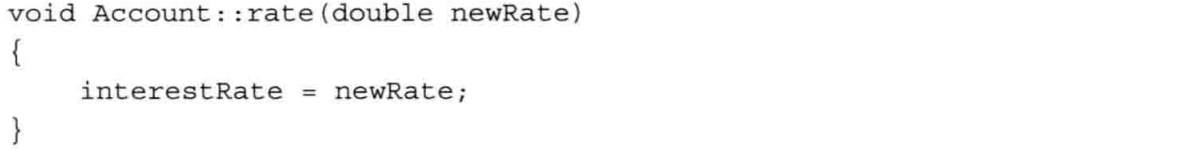 void Account::rate(double newRate)
{
    interestRate = newRate;
}